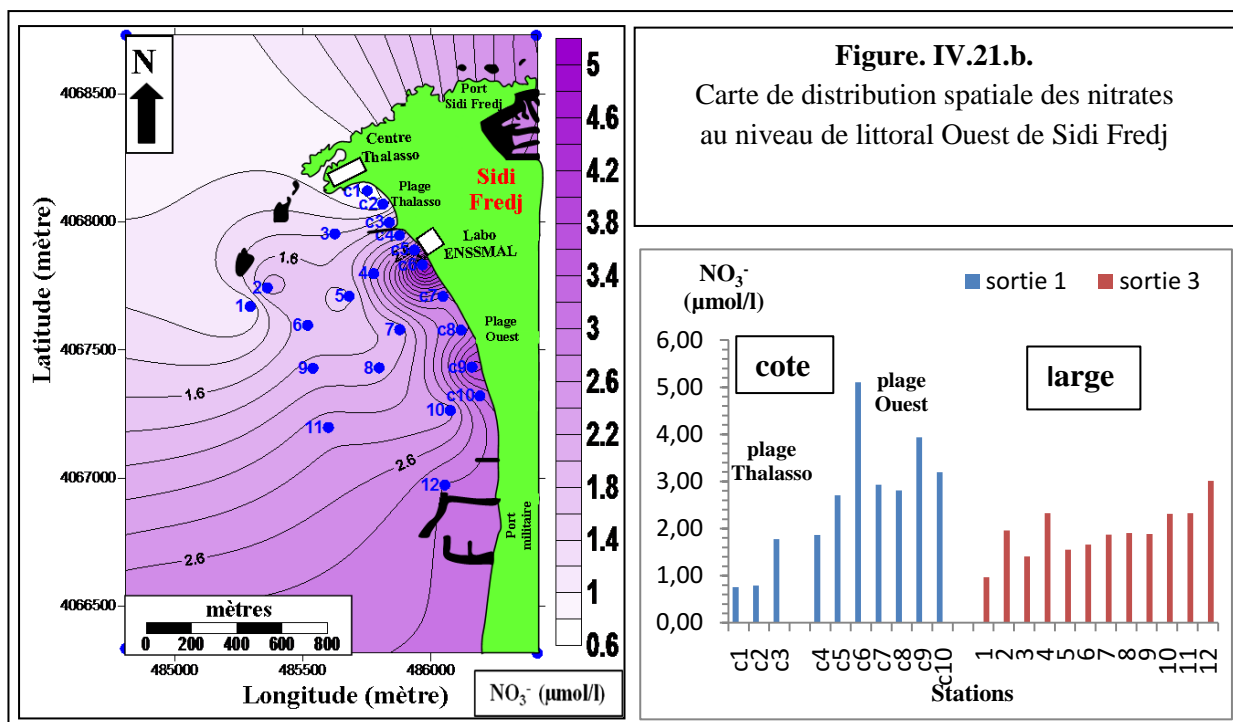 Figure. IV.21.b.
Carte de distribution spatiale des nitrates
au niveau de littoral Ouest de Sidi Fredj
N
4068500
4068000
4067500
4067000
4066500
Latitude (mètre)
Port
Sidi Fredj
Centre
Thalasso
Plage
Thalasso
Sidi
Fredj
Labo
ENSSMAL
Plage
Ouest
Port
militaire
c1
c2
c3
c4
c5
c6
c7
c8
c9
c10
1
2
3
4
5
6
7
8
9
10
11
12
1.6
1.6
2.6
2.6
mètres
0 200 400 600 800
485000 485500 486000
Longitude (mètre)
NO₃⁻ (µmol/l)
5
4.6
4.2
3.8
3.4
3
2.6
2.2
1.8
1.4
1
0.6
NO₃⁻
(µmol/l)
sortie 1 sortie 3
6,00
5,00
4,00
3,00
2,00
1,00
0,00
cote
plage
Ouest
large
plage
Thalasso
c1 c2 c3 c4 c5 c6 c7 c8 c9 c10 1 2 3 4 5 6 7 8 9 10 11 12
Stations